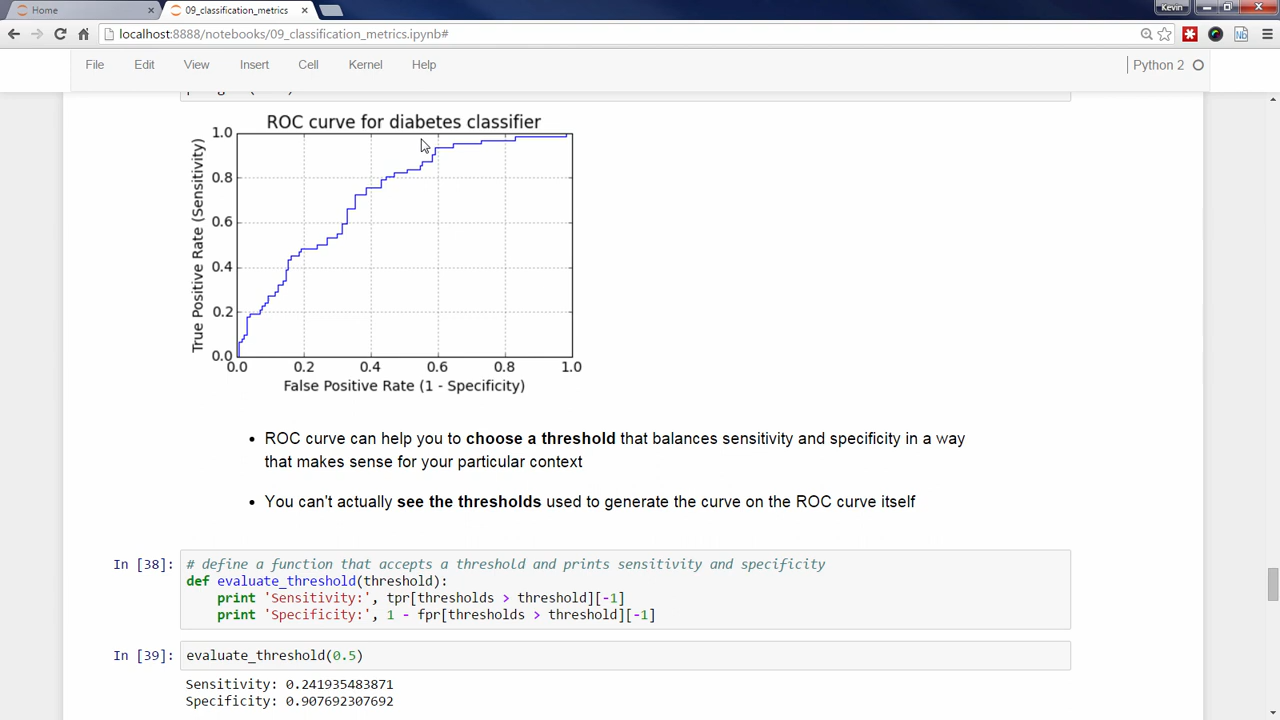 Home
09_classification_metrics
Kevin
localhost:8888/notebooks/09_classification_metrics.ipynb#
File Edit View Insert Cell Kernel Help Python 2
ROC curve for diabetes classifier
True Positive Rate (Sensitivity)
1.0
0.8
0.6
0.4
0.2
0.0
0.0 0.2 0.4 0.6 0.8 1.0
False Positive Rate (1 - Specificity)
• ROC curve can help you to choose a threshold that balances sensitivity and specificity in a way
that makes sense for your particular context
• You can't actually see the thresholds used to generate the curve on the ROC curve itself
In [38]: # define a function that accepts a threshold and prints sensitivity and specificity
def evaluate_threshold(threshold):
    print 'Sensitivity:', tpr[thresholds > threshold][-1]
    print 'Specificity:', 1 - fpr[thresholds > threshold][-1]
In [39]: evaluate_threshold(0.5)
Sensitivity: 0.241935483871
Specificity: 0.907692307692